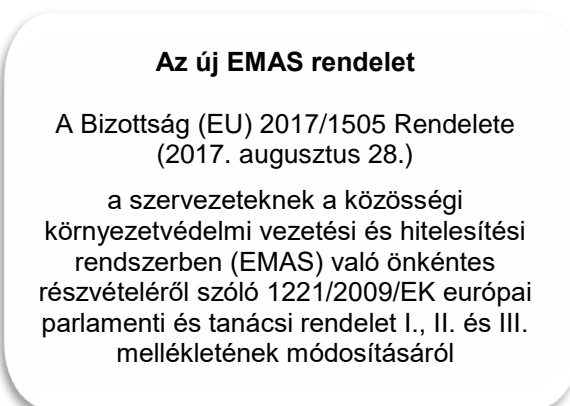 Az új EMAS rendelet
A Bizottság (EU) 2017/1505 Rendelete
(2017. augusztus 28.)
a szervezeteknek a közösségi
környezetvédelmi vezetési és hitelesítési
rendszerben (EMAS) való önkéntes
részvételéről szóló 1221/2009/EK európai
parlamenti és tanácsi rendelet I., II. és III.
mellékletének módosításáról